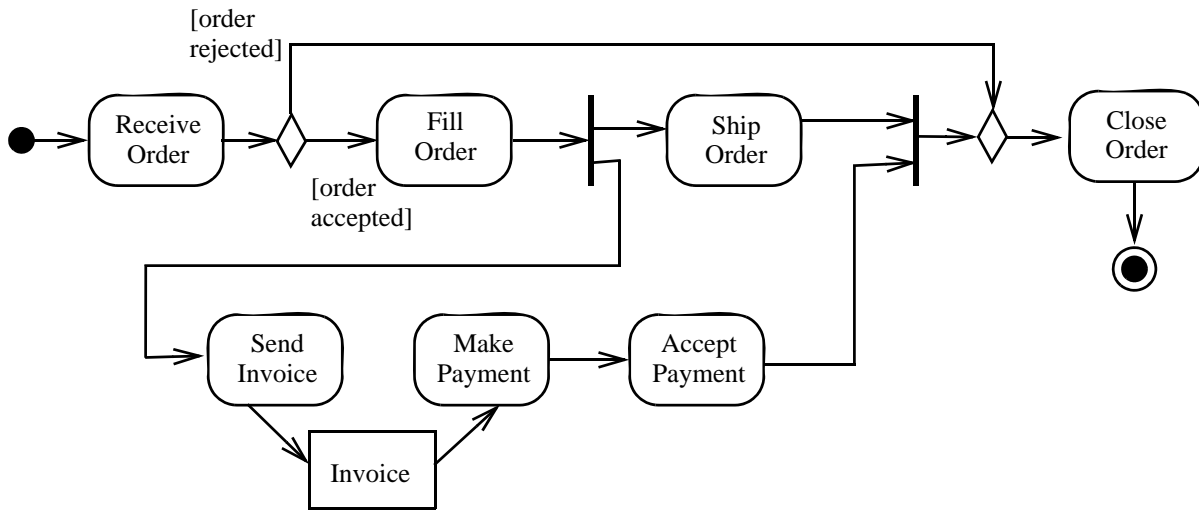 [order
rejected]
Receive
Order
Fill
Order
Ship
Order
Close
Order
[order
accepted]
Send
Invoice
Make
Payment
Accept
Payment
Invoice